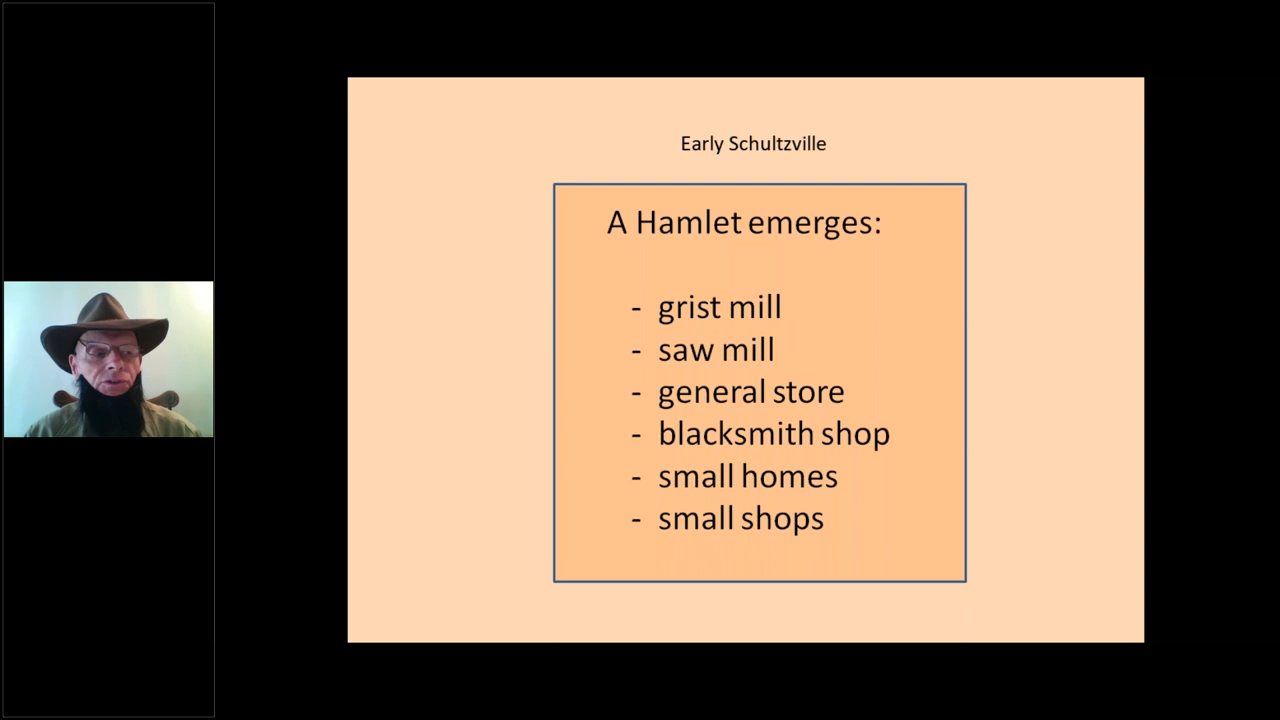 Early Schultzville
A Hamlet emerges:
- grist mill
- saw mill
- general store
- blacksmith shop
- small homes
- small shops